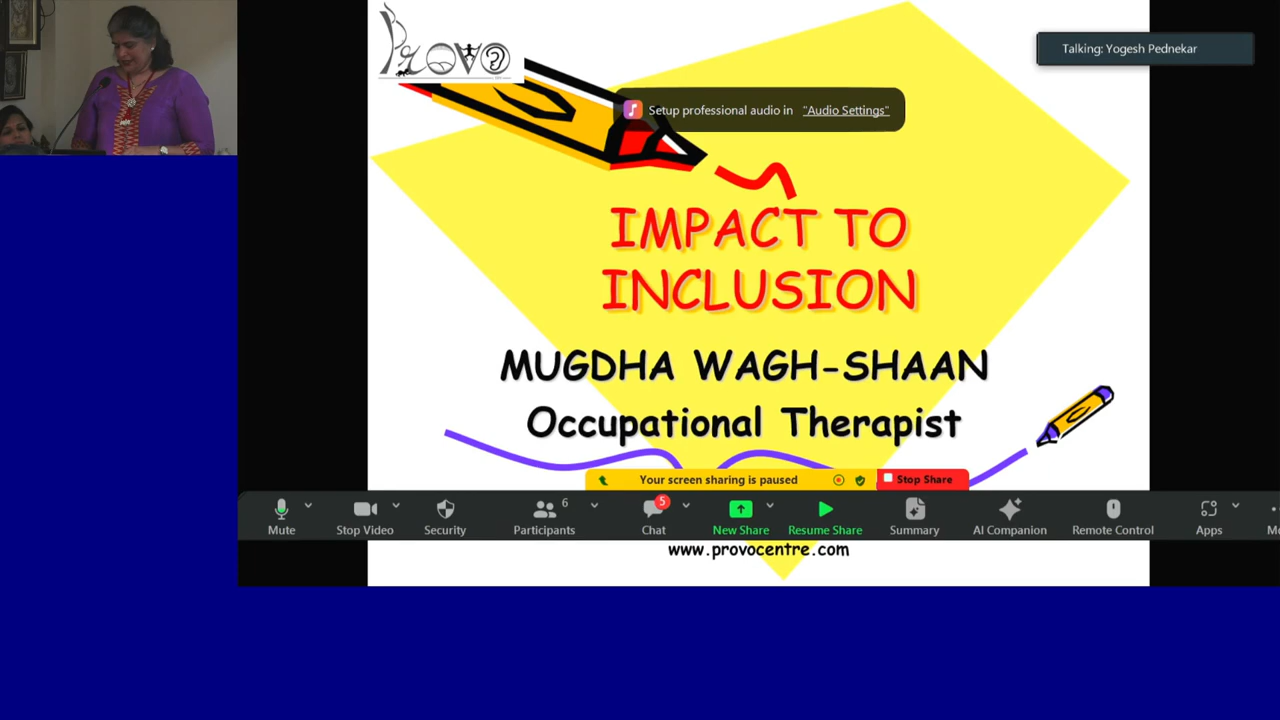 Provo
Talking: Yogesh Pednekar
Setup professional audio in "Audio Settings"
IMPACT TO
INCLUSION
MUGDHA WAGH-SHAAN
Occupational Therapist
Your screen sharing is paused
Stop Share
6
5
Mute
Stop Video
Security
Participants
Chat
New Share
Resume Share
Summary
AI Companion
Remote Control
Apps
www.provocentre.com